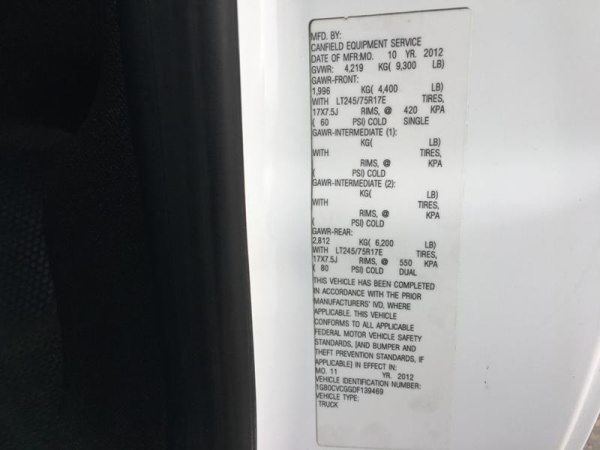 MFD. BY:
CANFIELD EQUIPMENT SERVICE
DATE OF MFR:MO. 10 YR. 2012
GVWR: 4,219 KG( 9,300 LB)
GAWR-FRONT:
1,996 KG( 4,400 LB)
WITH LT245/75R17E TIRES,
17X7.5J RIMS, @ 420 KPA
( 60 PSI) COLD SINGLE
GAWR-INTERMEDIATE (1):
KG( LB)
WITH TIRES,
RIMS, @ KPA
( PSI) COLD
GAWR-INTERMEDIATE (2):
KG( LB)
WITH TIRES,
RIMS, @ KPA
( PSI) COLD
GAWR-REAR:
2,812 KG( 6,200 LB)
WITH LT245/75R17E TIRES,
17X7.5J RIMS, @ 550 KPA
( 80 PSI) COLD DUAL
THIS VEHICLE HAS BEEN COMPLETED
IN ACCORDANCE WITH THE PRIOR
MANUFACTURERS' IVD, WHERE
APPLICABLE. THIS VEHICLE
CONFORMS TO ALL APPLICABLE
FEDERAL MOTOR VEHICLE SAFETY
STANDARDS, [AND BUMPER AND
THEFT PREVENTION STANDARDS, IF
APPLICABLE] IN EFFECT IN:
MO. 11 YR. 2012
VEHICLE IDENTIFICATION NUMBER:
1GB0CVCGGDF139469
VEHICLE TYPE:
TRUCK